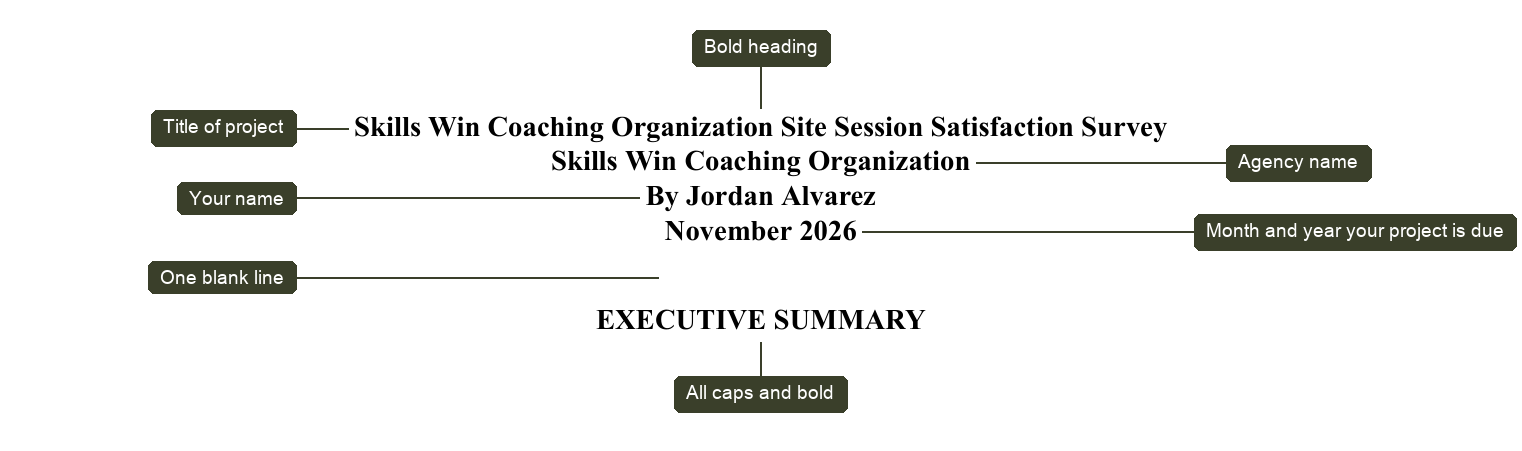 Bold heading
Title of project
Skills Win Coaching Organization Site Session Satisfaction Survey
Skills Win Coaching Organization
Agency name
Your name
By Jordan Alvarez
November 2026
Month and year your project is due
One blank line
EXECUTIVE SUMMARY
All caps and bold